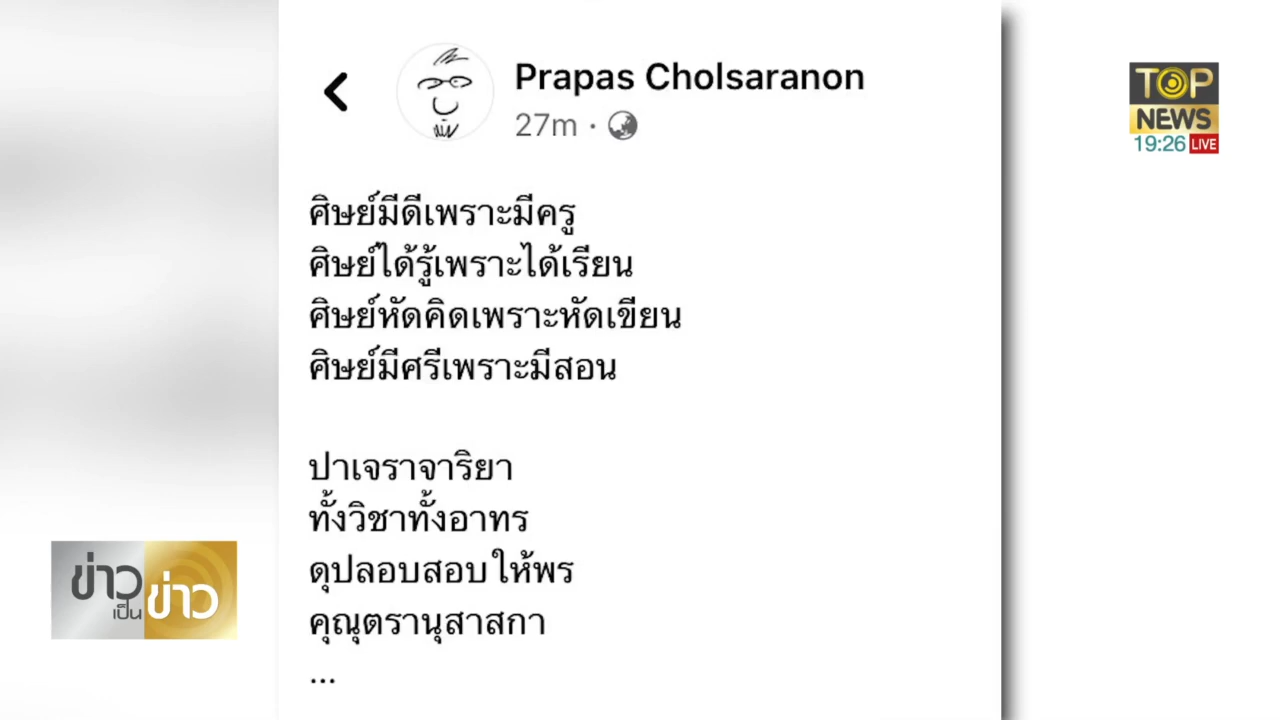 Prapas Cholsaranon
27m ·
TOP
NEWS
19:26 LIVE
ศิษย์มีดีเพราะมีครู
ศิษย์ได้รู้เพราะได้เรียน
ศิษย์หัดคิดเพราะหัดเขียน
ศิษย์มีศรีเพราะมีสอน
ปาเจราจาริยา
ทั้งวิชาทั้งอาทร
ดุปลอบสอบให้พร
คุณุตรานุสาสกา
...
ข่าว
เป็น
ข่าว